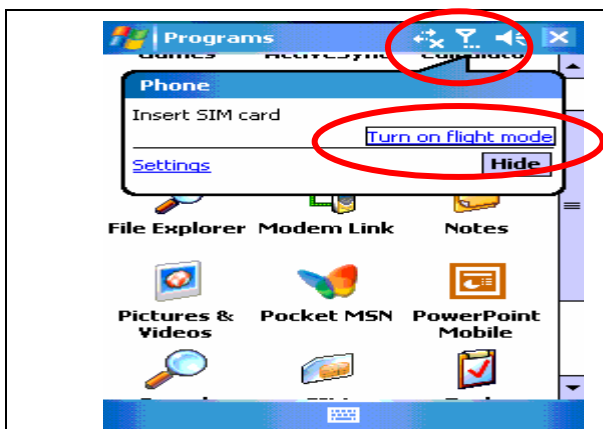 Programs
Games ActiveSync Calculator
Phone
Insert SIM card
Turn on flight mode
Settings Hide
File Explorer Modem Link Notes
Pictures & Pocket MSN PowerPoint
Videos Mobile